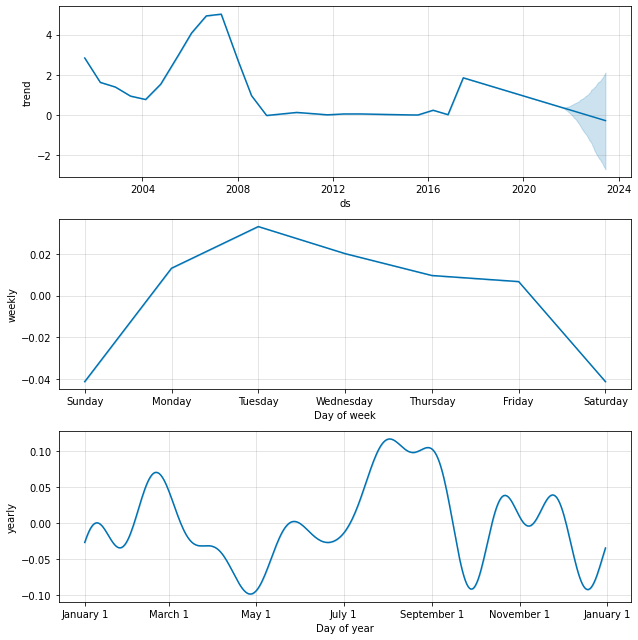 4
2
0
−2
trend
2004 2008 2012 2016 2020 2024
ds
0.02
0.00
−0.02
−0.04
weekly
Sunday Monday Tuesday Wednesday Thursday Friday Saturday
Day of week
0.10
0.05
0.00
−0.05
−0.10
yearly
January 1 March 1 May 1 July 1 September 1 November 1 January 1
Day of year